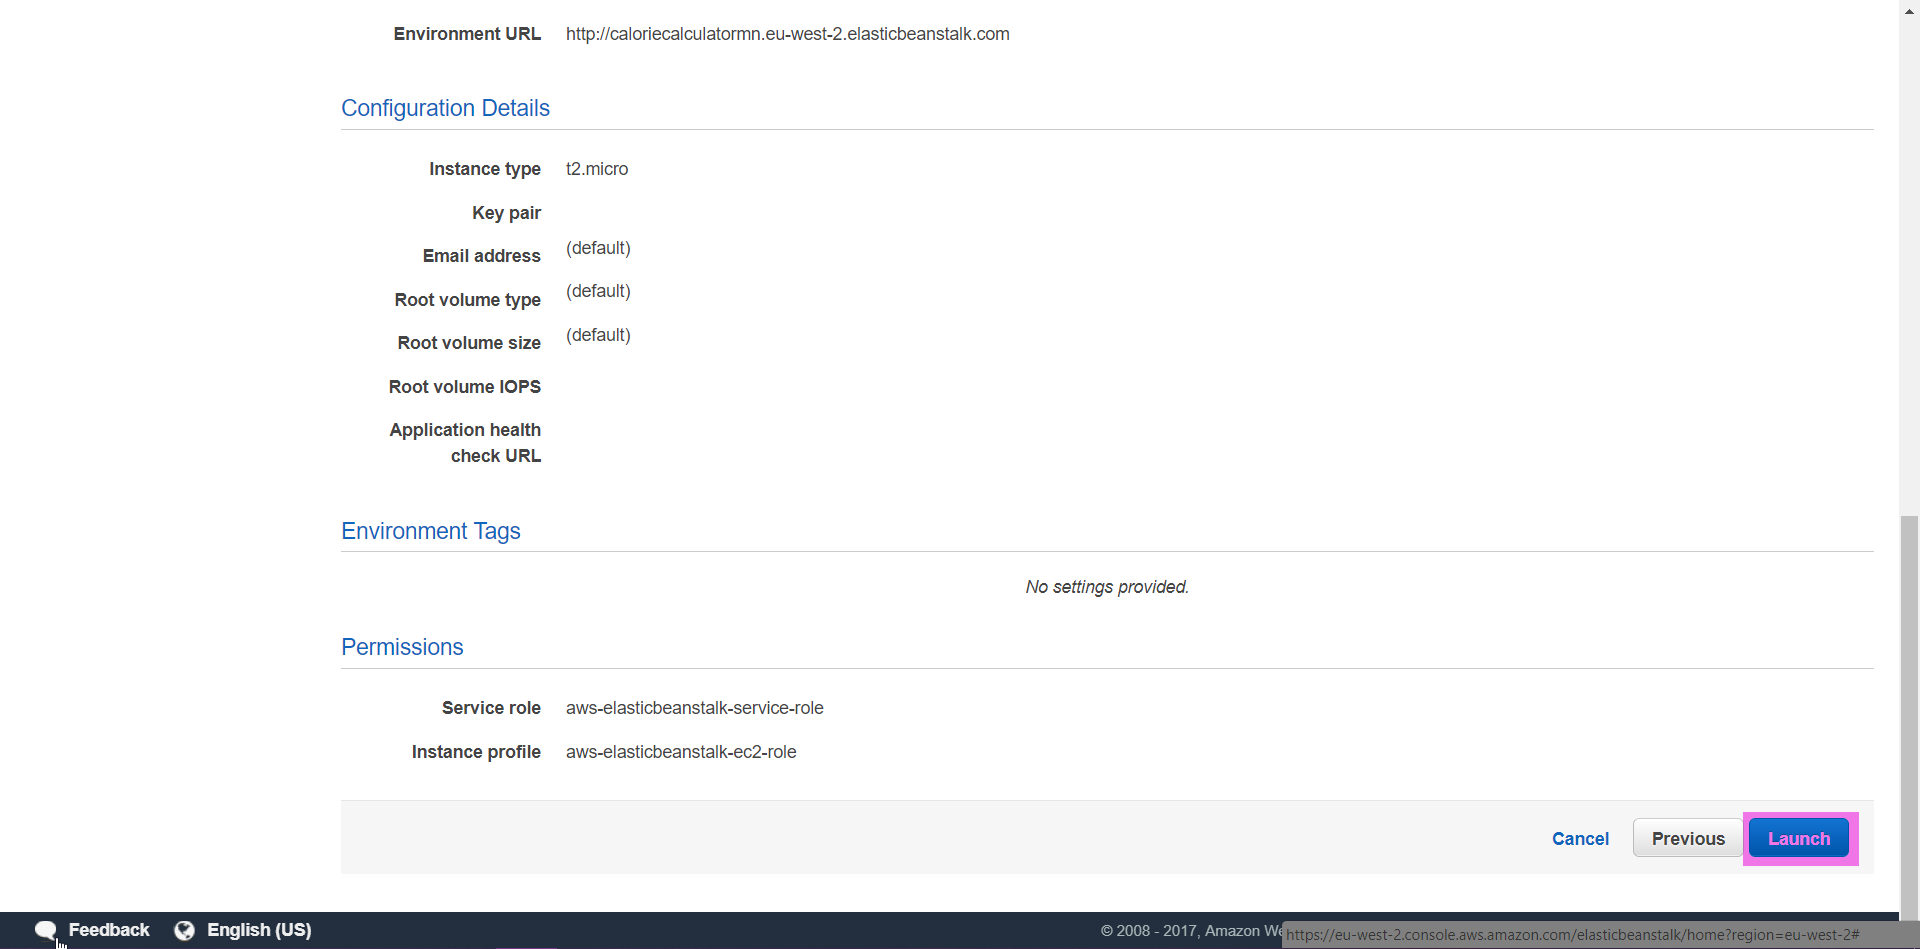 Environment URL http://caloriecalculatormn.eu-west-2.elasticbeanstalk.com
Configuration Details
Instance type t2.micro
Key pair
Email address (default)
Root volume type (default)
Root volume size (default)
Root volume IOPS
Application health
check URL
Environment Tags
No settings provided.
Permissions
Service role aws-elasticbeanstalk-service-role
Instance profile aws-elasticbeanstalk-ec2-role
Cancel Previous Launch
Feedback English (US) © 2008 - 2017, Amazon We
https://eu-west-2.console.aws.amazon.com/elasticbeanstalk/home?region=eu-west-2#